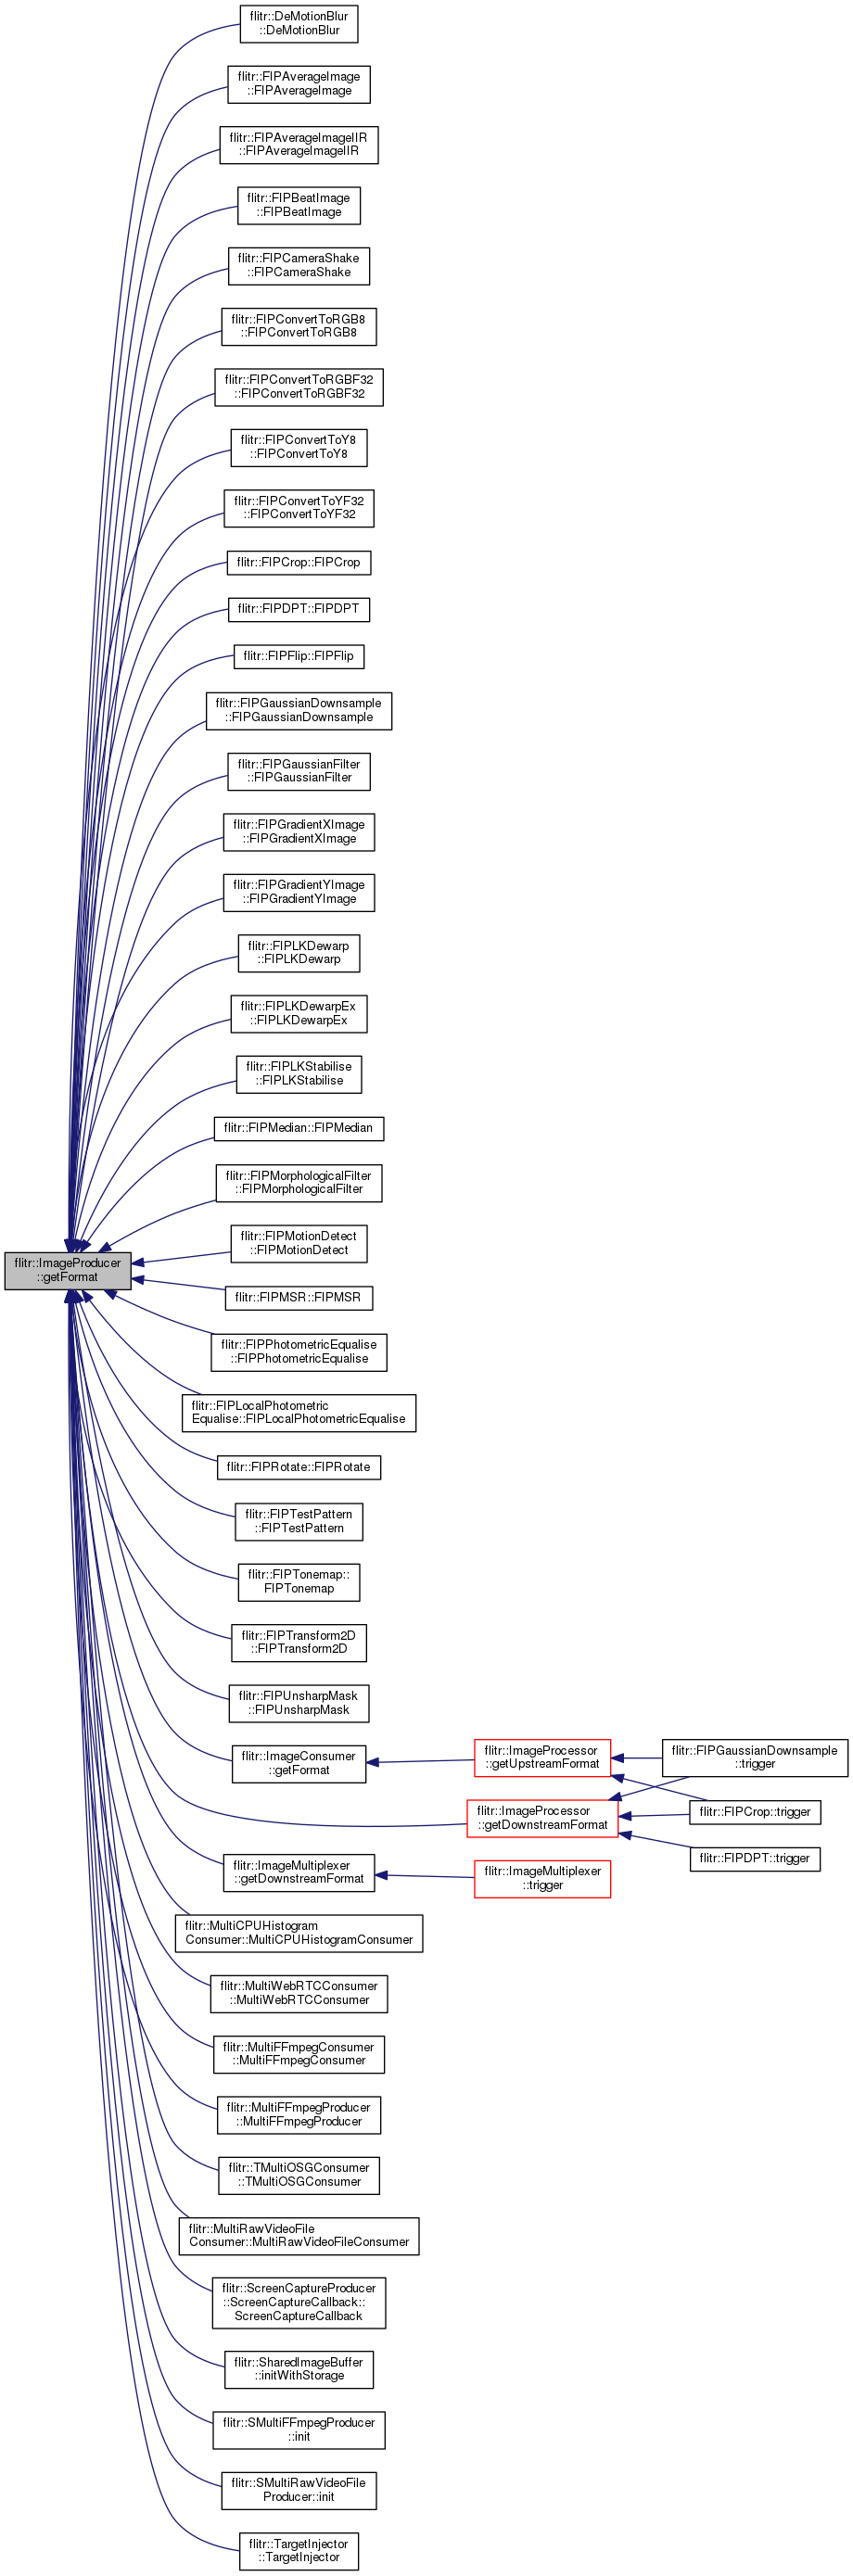 flitr::DeMotionBlur
::DeMotionBlur
flitr::FIPAverageImage
::FIPAverageImage
flitr::FIPAverageImageIIR
::FIPAverageImageIIR
flitr::FIPBeatImage
::FIPBeatImage
flitr::FIPCameraShake
::FIPCameraShake
flitr::FIPConvertToRGB8
::FIPConvertToRGB8
flitr::FIPConvertToRGBF32
::FIPConvertToRGBF32
flitr::FIPConvertToY8
::FIPConvertToY8
flitr::FIPConvertToYF32
::FIPConvertToYF32
flitr::FIPCrop::FIPCrop
flitr::FIPDPT::FIPDPT
flitr::FIPFlip::FIPFlip
flitr::FIPGaussianDownsample
::FIPGaussianDownsample
flitr::FIPGaussianFilter
::FIPGaussianFilter
flitr::FIPGradientXImage
::FIPGradientXImage
flitr::FIPGradientYImage
::FIPGradientYImage
flitr::FIPLKDewarp
::FIPLKDewarp
flitr::FIPLKDewarpEx
::FIPLKDewarpEx
flitr::FIPLKStabilise
::FIPLKStabilise
flitr::FIPMedian::FIPMedian
flitr::FIPMorphologicalFilter
::FIPMorphologicalFilter
flitr::FIPMotionDetect
::FIPMotionDetect
flitr::ImageProducer
::getFormat
flitr::FIPMSR::FIPMSR
flitr::FIPPhotometricEqualise
::FIPPhotometricEqualise
flitr::FIPLocalPhotometric
Equalise::FIPLocalPhotometricEqualise
flitr::FIPRotate::FIPRotate
flitr::FIPTestPattern
::FIPTestPattern
flitr::FIPTonemap::
FIPTonemap
flitr::FIPTransform2D
::FIPTransform2D
flitr::FIPUnsharpMask
::FIPUnsharpMask
flitr::ImageConsumer
::getFormat
flitr::ImageProcessor
::getUpstreamFormat
flitr::FIPGaussianDownsample
::trigger
flitr::ImageProcessor
::getDownstreamFormat
flitr::FIPCrop::trigger
flitr::FIPDPT::trigger
flitr::ImageMultiplexer
::getDownstreamFormat
flitr::ImageMultiplexer
::trigger
flitr::MultiCPUHistogram
Consumer::MultiCPUHistogramConsumer
flitr::MultiWebRTCConsumer
::MultiWebRTCConsumer
flitr::MultiFFmpegConsumer
::MultiFFmpegConsumer
flitr::MultiFFmpegProducer
::MultiFFmpegProducer
flitr::TMultiOSGConsumer
::TMultiOSGConsumer
flitr::MultiRawVideoFile
Consumer::MultiRawVideoFileConsumer
flitr::ScreenCaptureProducer
::ScreenCaptureCallback::
ScreenCaptureCallback
flitr::SharedImageBuffer
::initWithStorage
flitr::SMultiFFmpegProducer
::init
flitr::SMultiRawVideoFile
Producer::init
flitr::TargetInjector
::TargetInjector